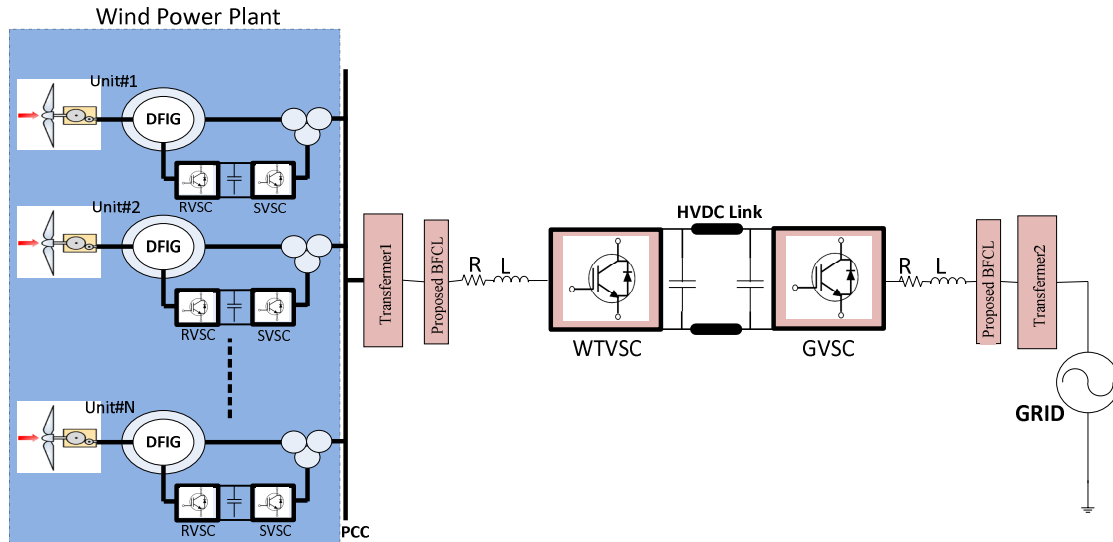 Wind Power Plant
Unit#1
DFIG
RVSC
SVSC
Unit#2
DFIG
RVSC
SVSC
Unit#N
DFIG
RVSC
SVSC
PCC
Transfermer1
Proposed BFCL
R
L
WTVSC
HVDC Link
GVSC
R
L
Proposed BFCL
Transfermer2
GRID